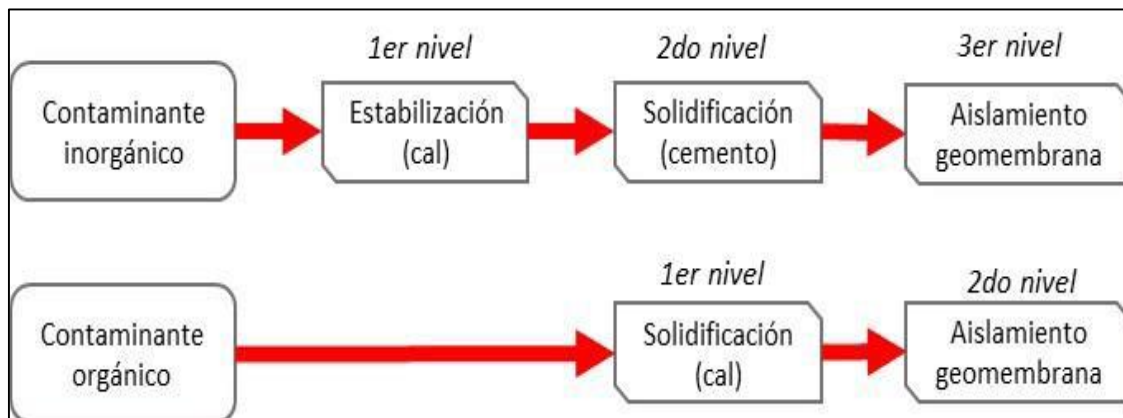 1er nivel
2do nivel
3er nivel
Contaminante
inorgánico
Estabilización
(cal)
Solidificación
(cemento)
Aislamiento
geomembrana
1er nivel
2do nivel
Contaminante
orgánico
Solidificación
(cal)
Aislamiento
geomembrana